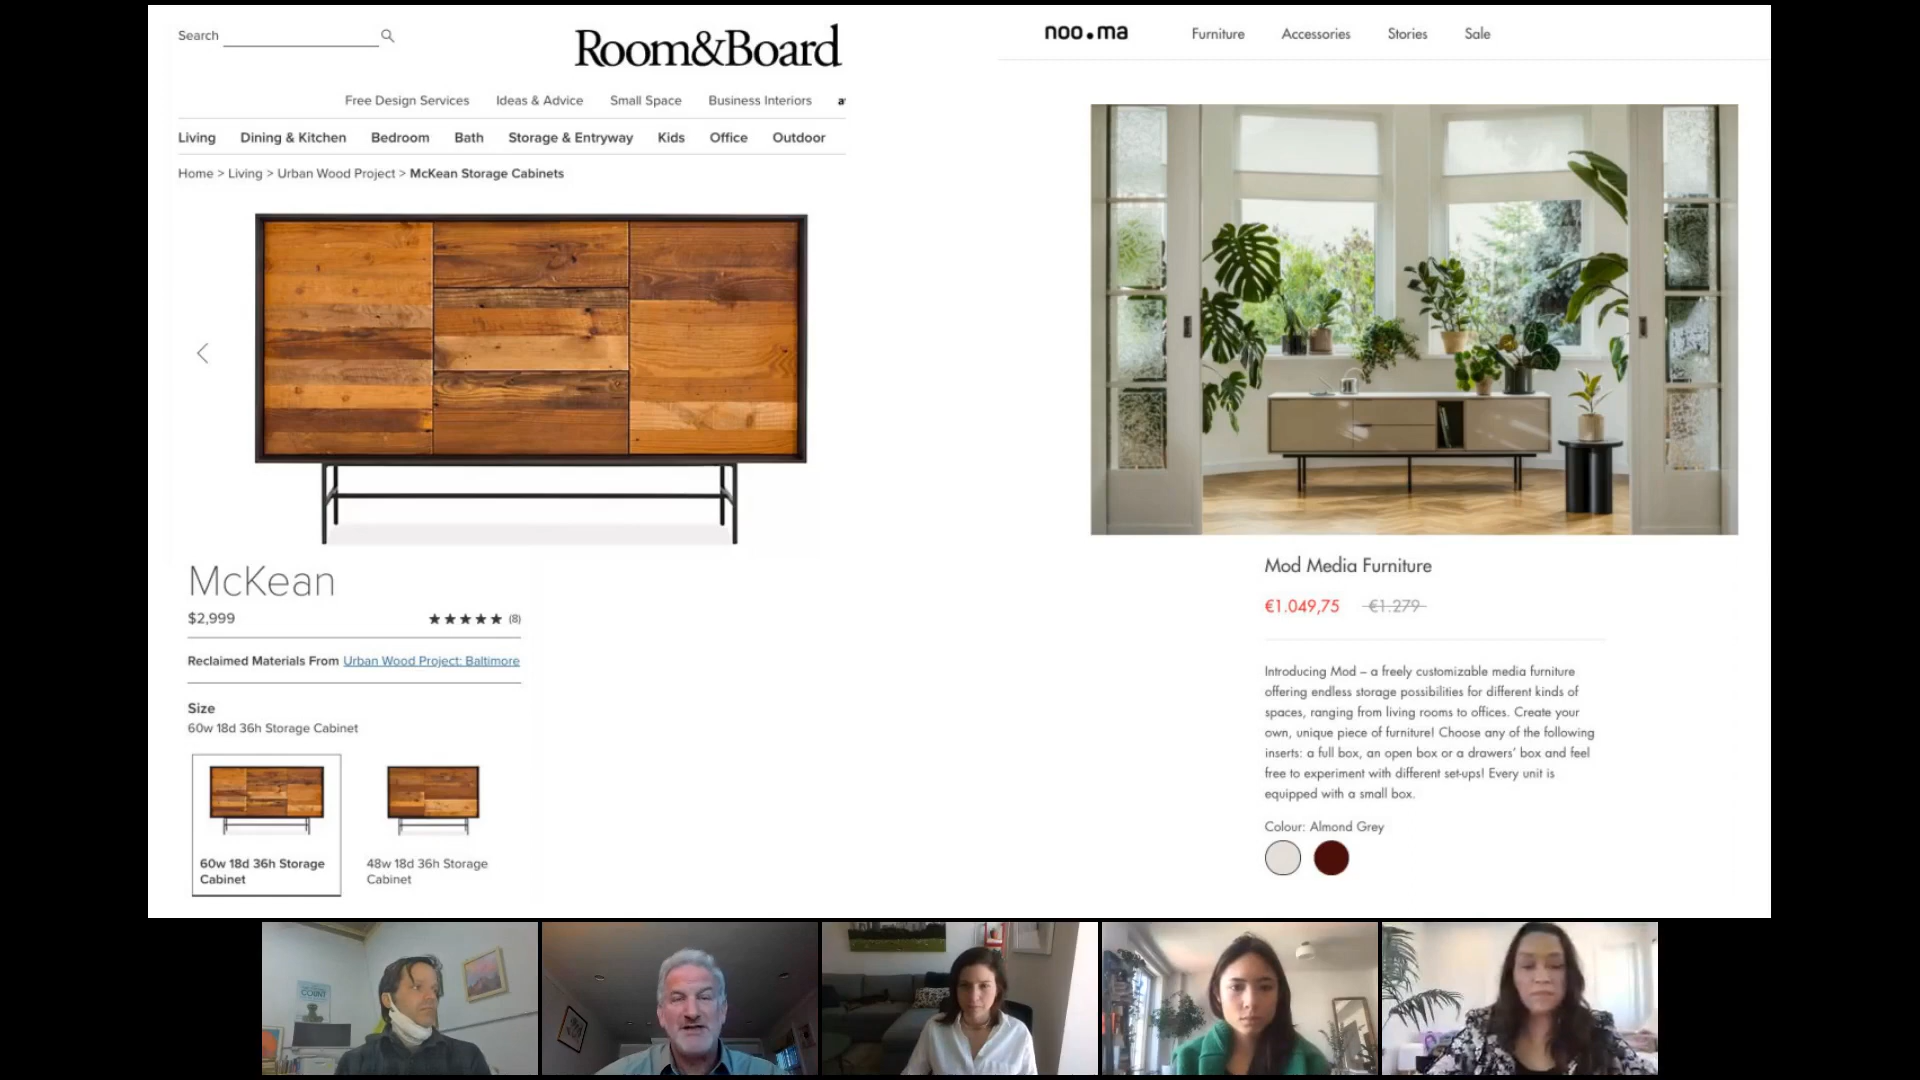 Search
Room&Board
Free Design Services Ideas & Advice Small Space Business Interiors
Living Dining & Kitchen Bedroom Bath Storage & Entryway Kids Office Outdoor
Home > Living > Urban Wood Project > McKean Storage Cabinets
McKean
$2,999
(8)
Reclaimed Materials From Urban Wood Project: Baltimore
Size
60w 18d 36h Storage Cabinet
60w 18d 36h Storage
Cabinet
48w 18d 36h Storage
Cabinet
noo.ma
Furniture Accessories Stories Sale
Mod Media Furniture
€1.049,75 €1.279
Introducing Mod – a freely customizable media furniture
offering endless storage possibilities for different kinds of
spaces, ranging from living rooms to offices. Create your
own, unique piece of furniture! Choose any of the following
inserts: a full box, an open box or a drawers’ box and feel
free to experiment with different set-ups! Every unit is
equipped with a small box.
Colour: Almond Grey
COUNT